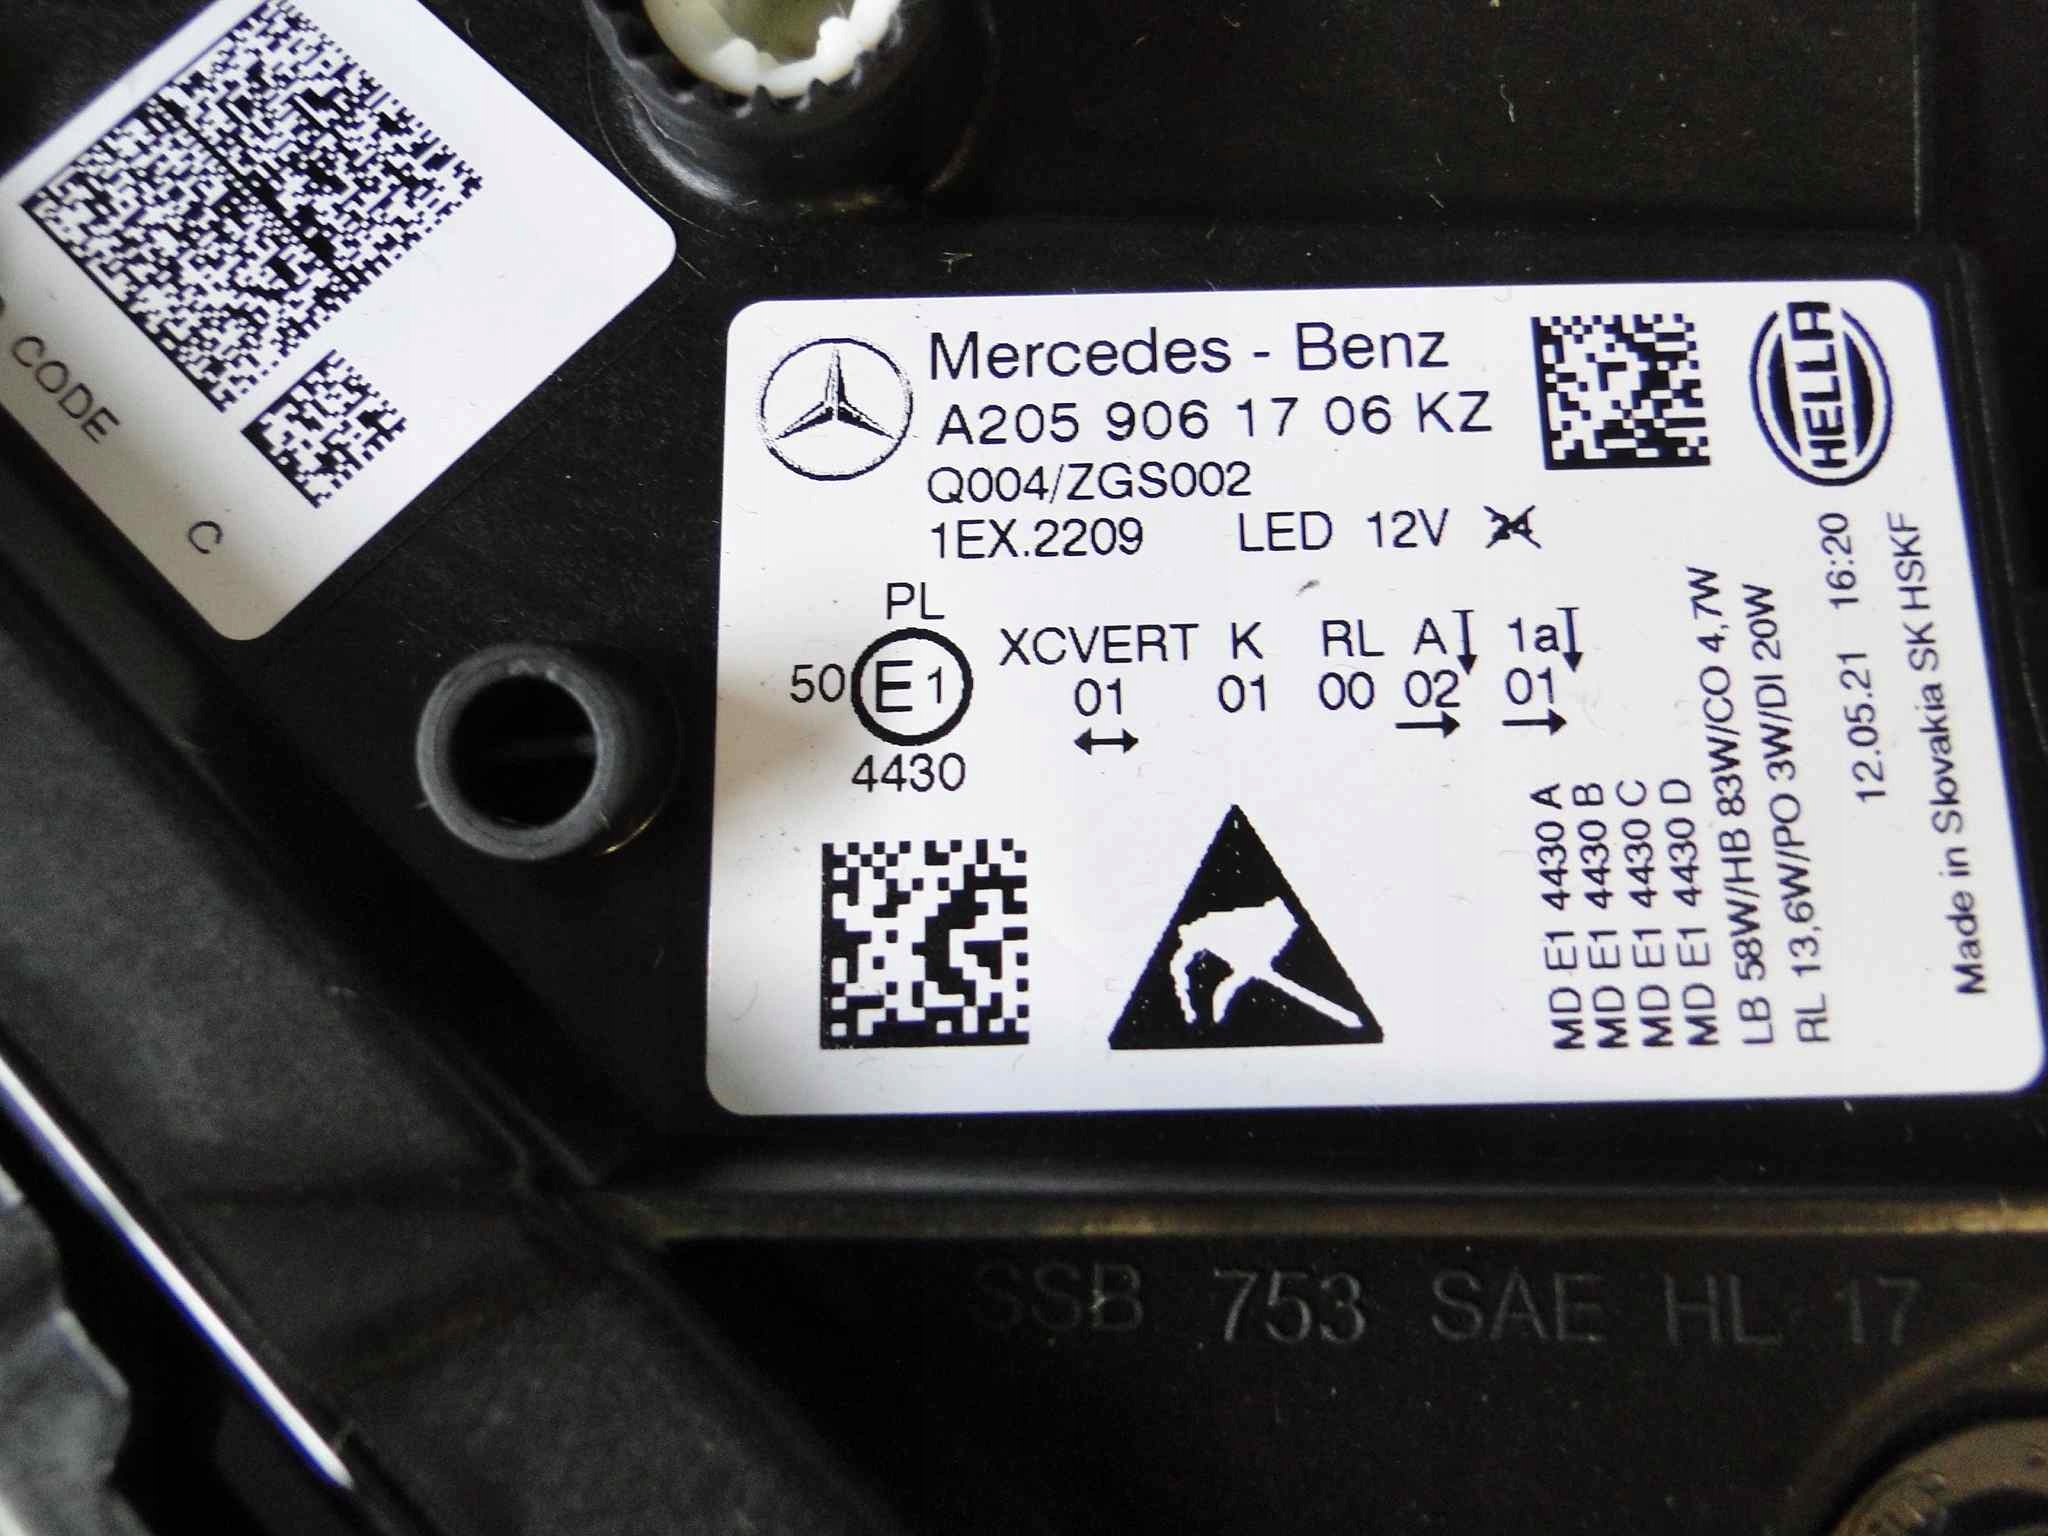 CODE
C
Mercedes - Benz
A205 906 17 06 KZ
Q004/ZGS002
1EX.2209 LED 12V 24
HELLA
PL
50 E1
4430
XCVERT K RL A 1a
01 01 00 02 01
MD E1 4430 A
MD E1 4430 B
MD E1 4430 C
MD E1 4430 D
LB 58W/HB 83W/CO 4,7W
RL 13,6W/PO 3W/DI 20W
12.05.21 16:20
Made in Slovakia SK HSKF
SSB 753 SAE HL 17